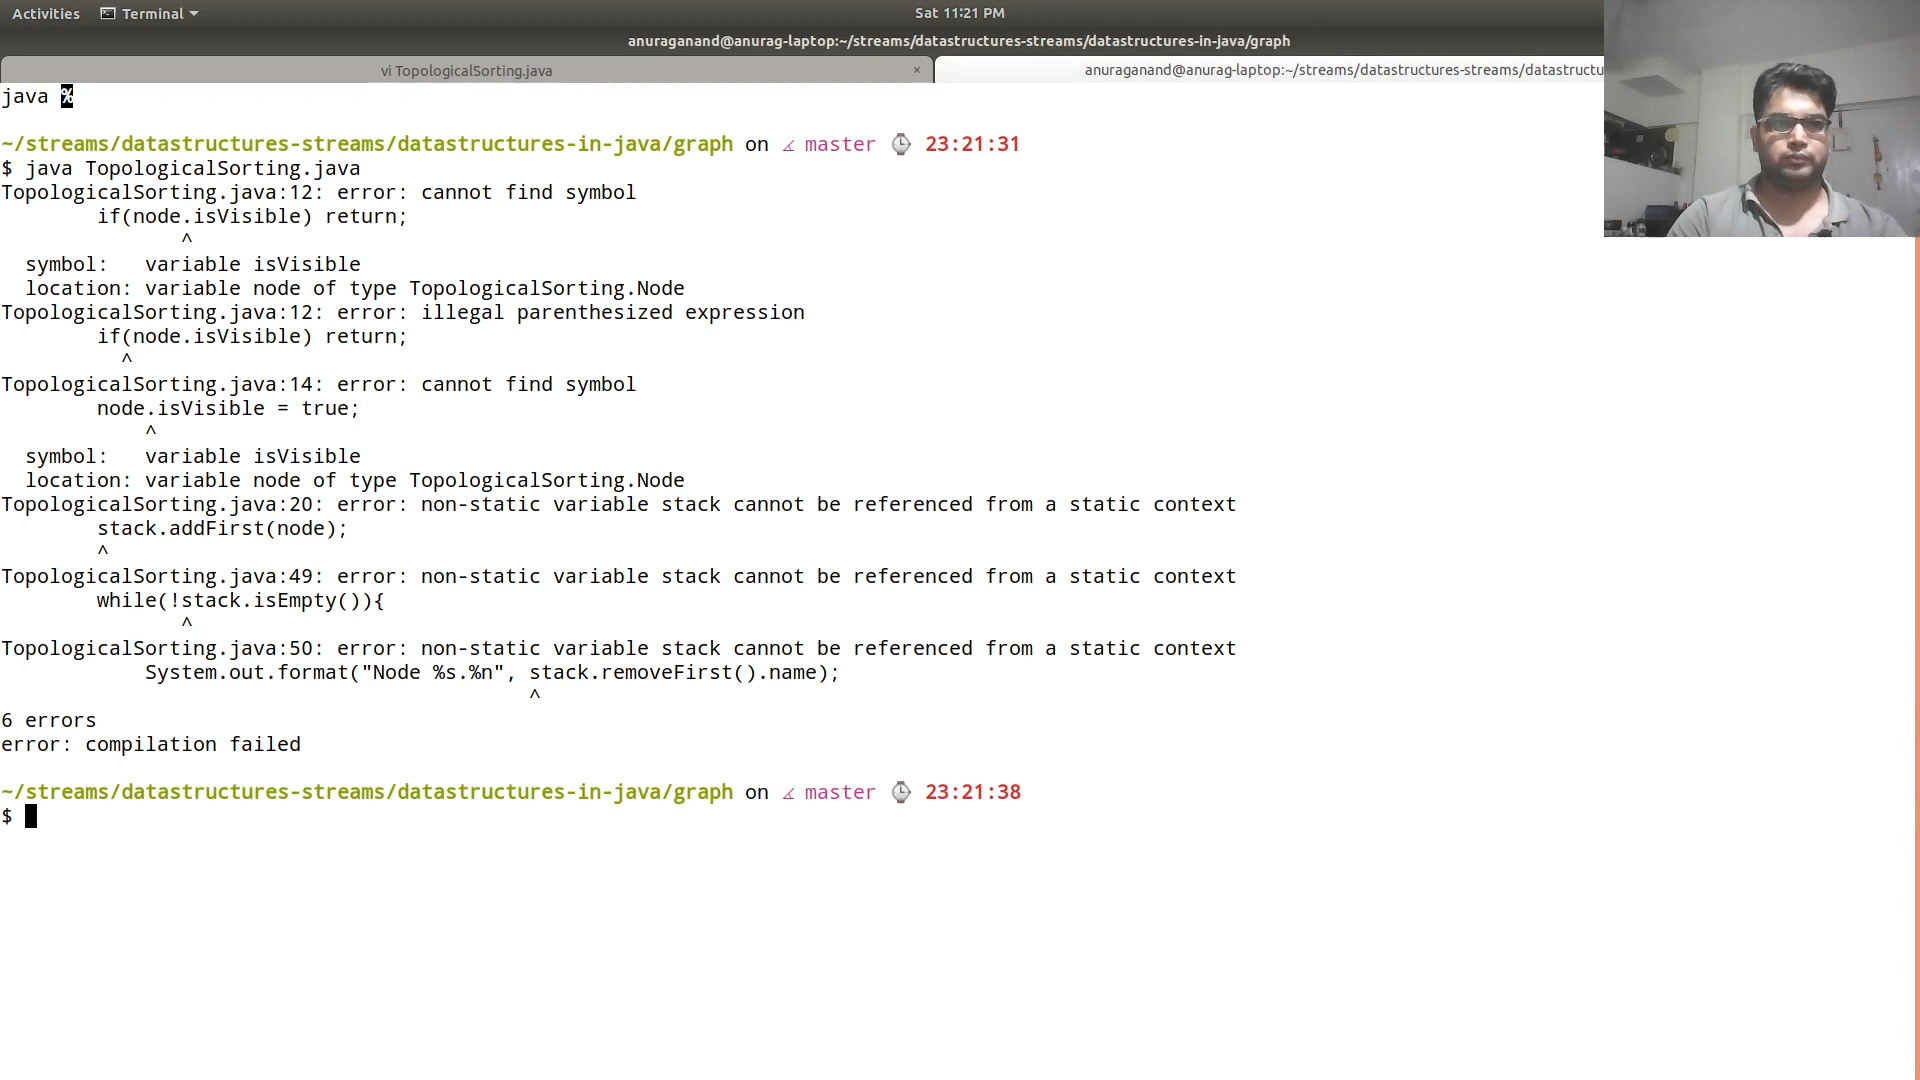 Activities Terminal Sat 11:21 PM
anuraganand@anurag-laptop:~/streams/datastructures-streams/datastructures-in-java/graph
vi TopologicalSorting.java × anuraganand@anurag-laptop:~/streams/datastructures-streams/datastructu
java %
~/streams/datastructures-streams/datastructures-in-java/graph on master 23:21:31
$ java TopologicalSorting.java
TopologicalSorting.java:12: error: cannot find symbol
        if(node.isVisible) return;
               ^
  symbol:   variable isVisible
  location: variable node of type TopologicalSorting.Node
TopologicalSorting.java:12: error: illegal parenthesized expression
        if(node.isVisible) return;
          ^
TopologicalSorting.java:14: error: cannot find symbol
        node.isVisible = true;
            ^
  symbol:   variable isVisible
  location: variable node of type TopologicalSorting.Node
TopologicalSorting.java:20: error: non-static variable stack cannot be referenced from a static context
        stack.addFirst(node);
        ^
TopologicalSorting.java:49: error: non-static variable stack cannot be referenced from a static context
        while(!stack.isEmpty()){
               ^
TopologicalSorting.java:50: error: non-static variable stack cannot be referenced from a static context
            System.out.format("Node %s.%n", stack.removeFirst().name);
                                            ^
6 errors
error: compilation failed
~/streams/datastructures-streams/datastructures-in-java/graph on master 23:21:38
$